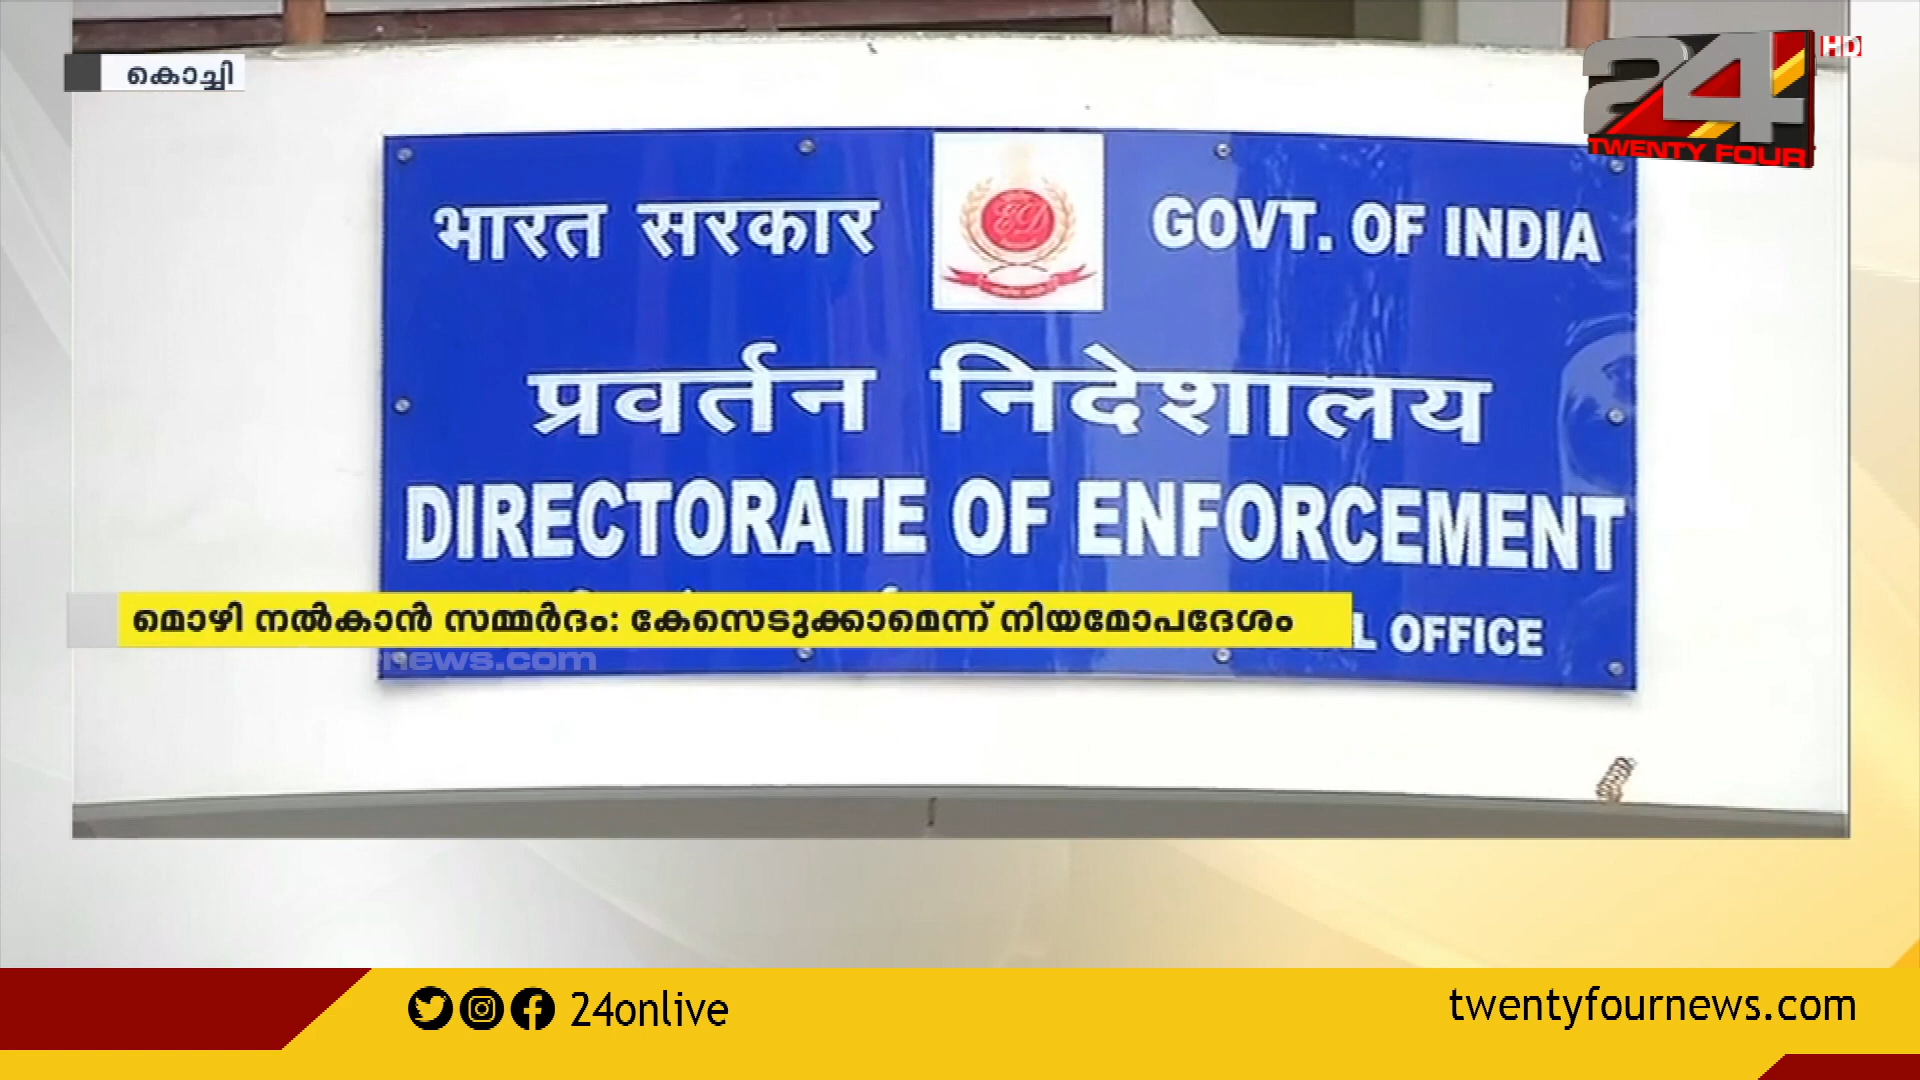 കൊച്ചി
24
HD
TWENTY FOUR
भारत सरकार
GOVT. OF INDIA
ED
प्रवर्तन निदेशालय
DIRECTORATE OF ENFORCEMENT
മൊഴി നൽകാൻ സമ്മർദം: കേസെടുക്കാമെന്ന് നിയമോപദേശം
OFFICE
news.com
24onlive
twentyfournews.com